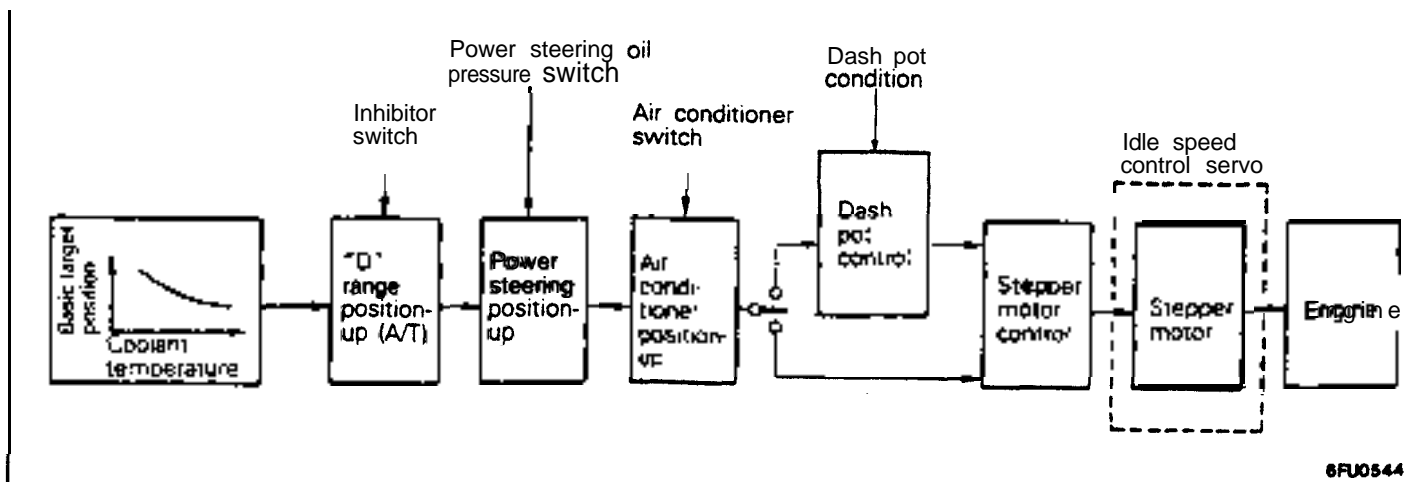 Power steering oil
pressure switch
Dash pot
condition
Inhibitor
switch
Air conditioner
switch
Idle speed
control servo
Basic target
position
Coolant
temperature
"D"
range
position-
up (A/T)
Power
steering
position-
up
Air
condi-
tioner
position-
up
Dash
pot
control
Stepper
motor
control
Stepper
motor
Engine
6FU0544